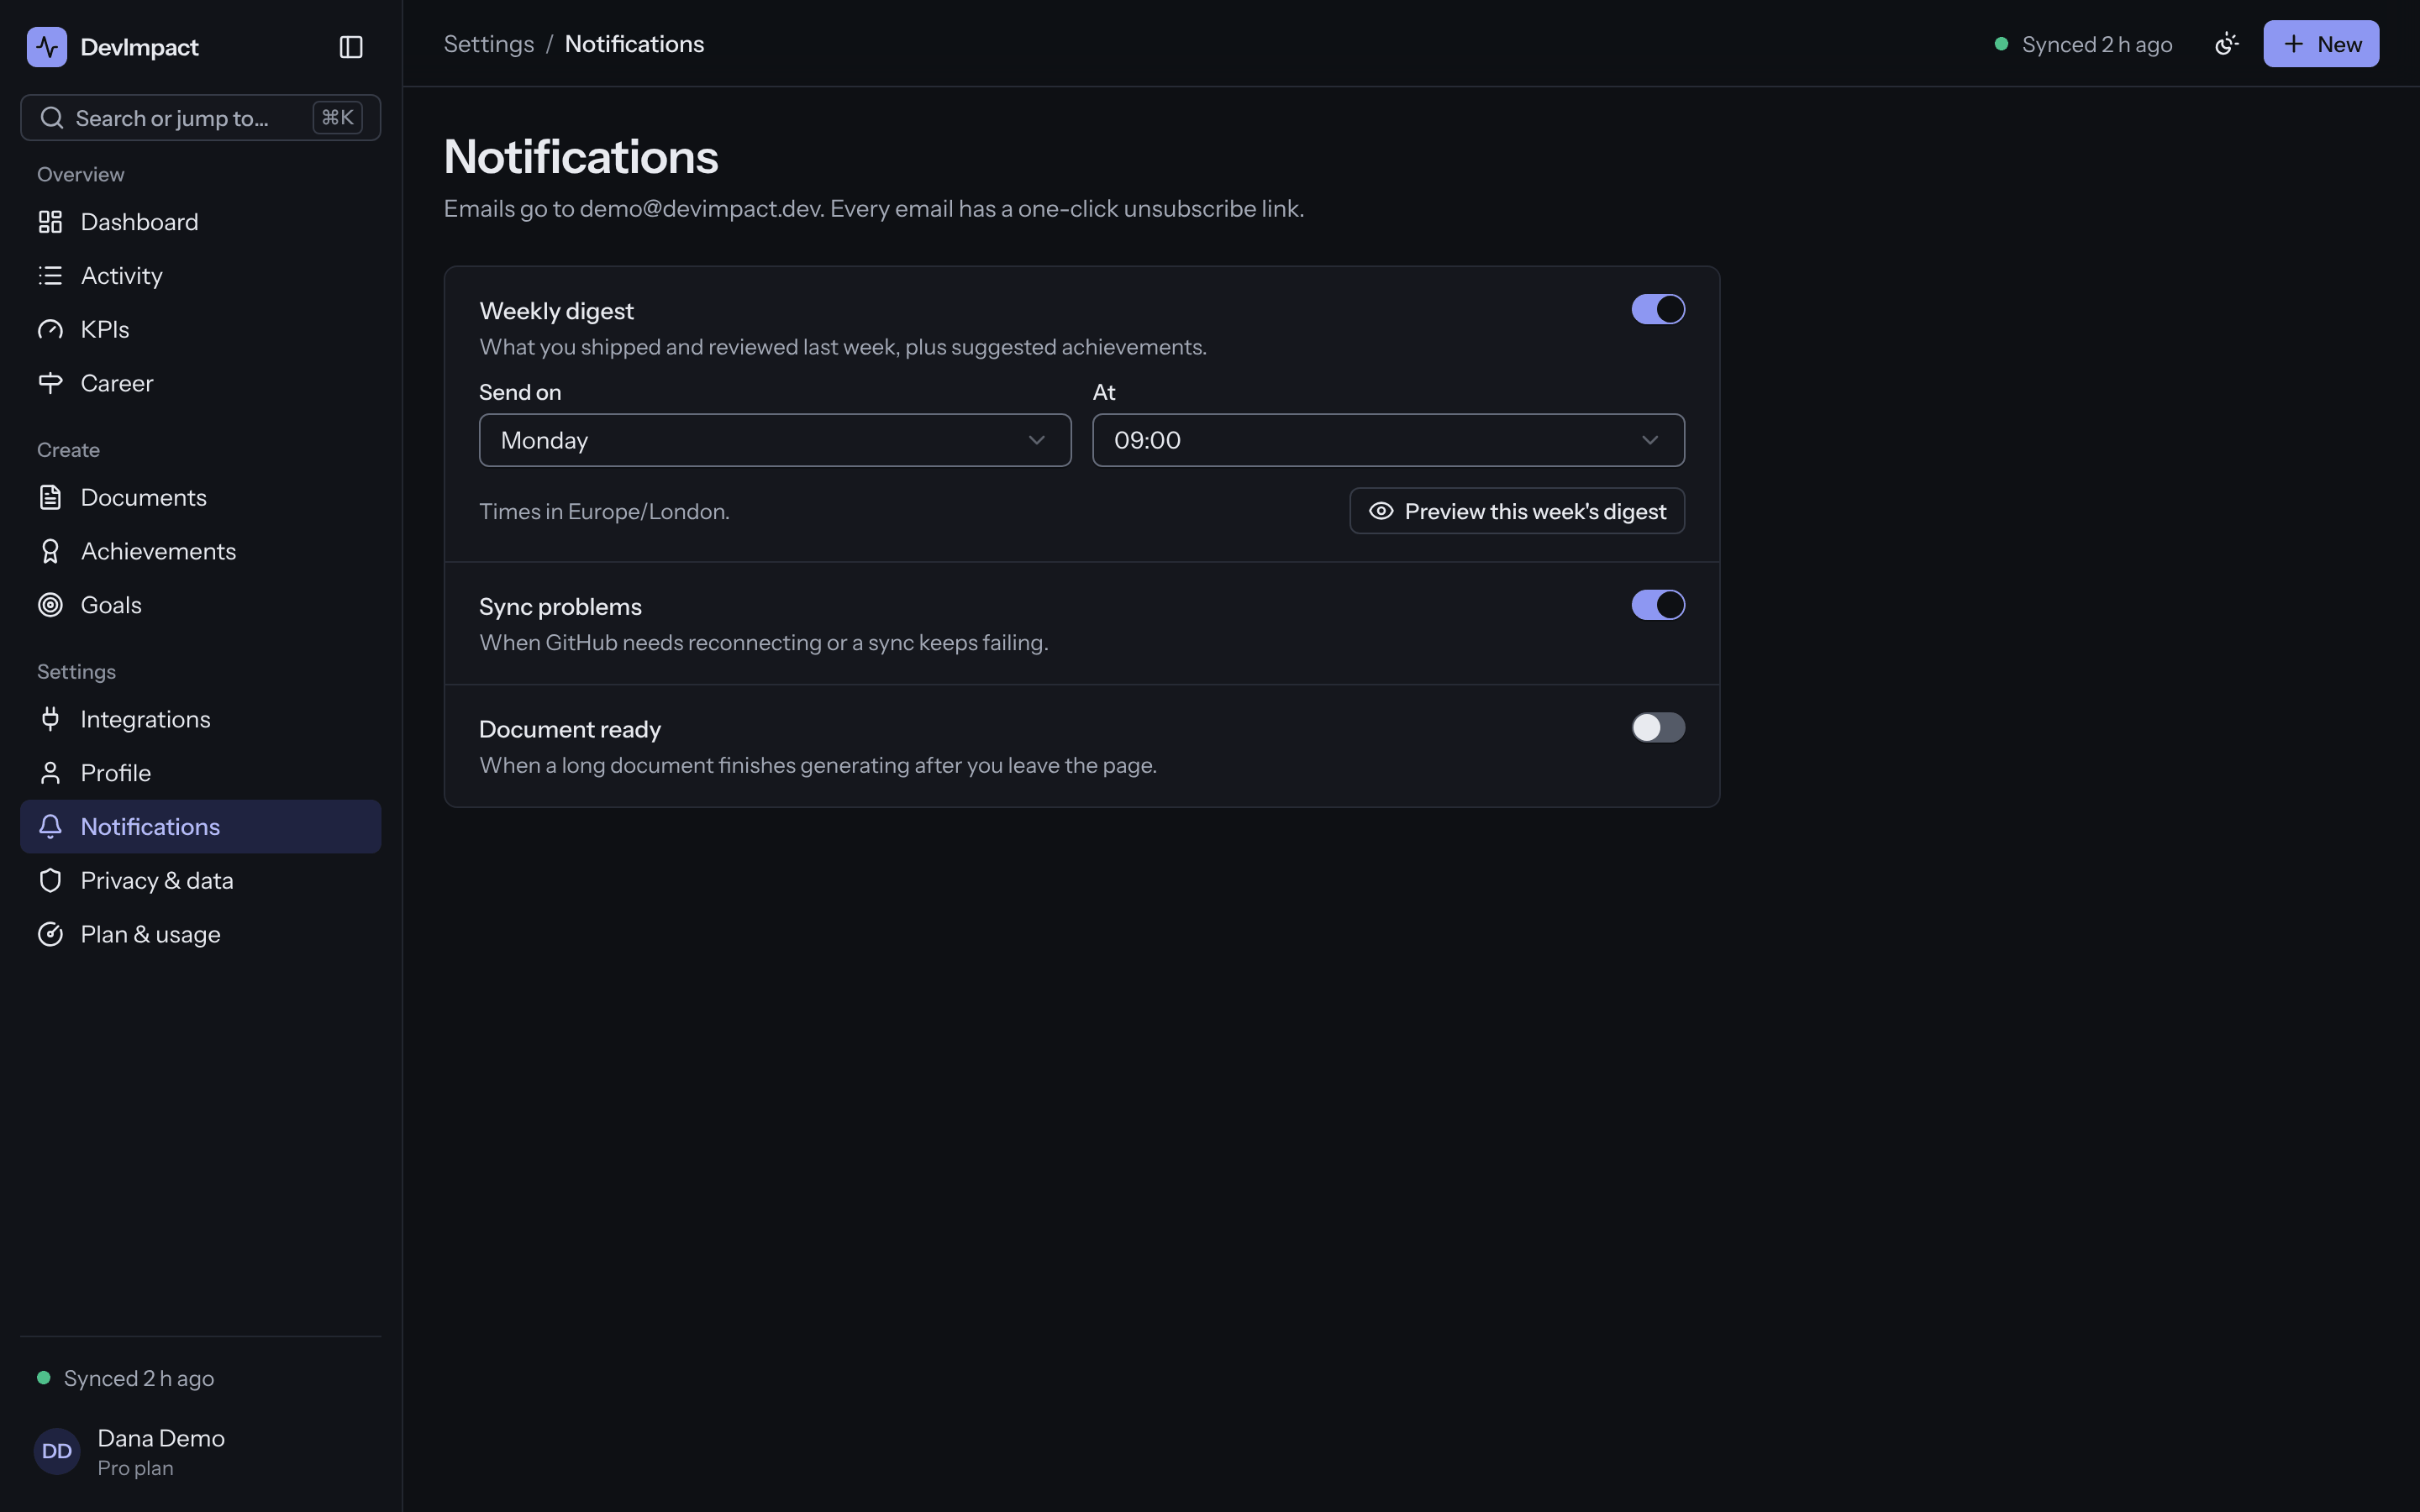 DevImpact
Search or jump to...
⌘K
Overview
Dashboard
Activity
KPIs
Career
Create
Documents
Achievements
Goals
Settings
Integrations
Profile
Notifications
Privacy & data
Plan & usage
Synced 2 h ago
DD
Dana Demo
Pro plan
Settings / Notifications
Synced 2 h ago
New
Notifications
Emails go to demo@devimpact.dev. Every email has a one-click unsubscribe link.
Weekly digest
What you shipped and reviewed last week, plus suggested achievements.
Send on
At
Monday
09:00
Times in Europe/London.
Preview this week's digest
Sync problems
When GitHub needs reconnecting or a sync keeps failing.
Document ready
When a long document finishes generating after you leave the page.